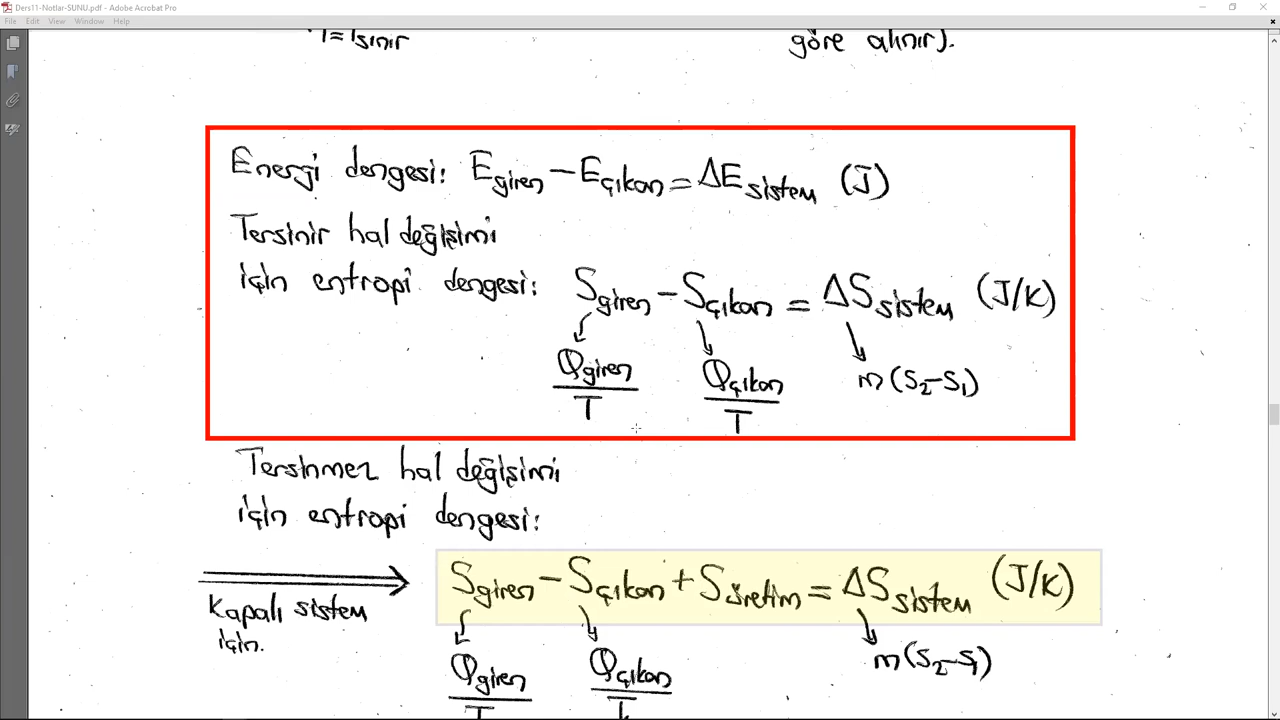 Ders11-Notlar-SUNU.pdf - Adobe Acrobat Pro
File Edit View Window Help
T=Tsınır göre alınır).
Energi dengesi: Egiren - Eçıkan = ΔEsistem (J)
Tersinir hal değişimi
için entropi dengesi: Sgiren - Sçıkan = ΔSsistem (J/K)
Qgiren Qçıkan m(S2-S1)
T T
Tersinmez hal değişimi
için entropi dengesi:
Sgiren - Sçıkan + Süretim = ΔSsistem (J/K)
Kapalı sistem
için.
Qgiren Qçıkan m(S2-S1)
T